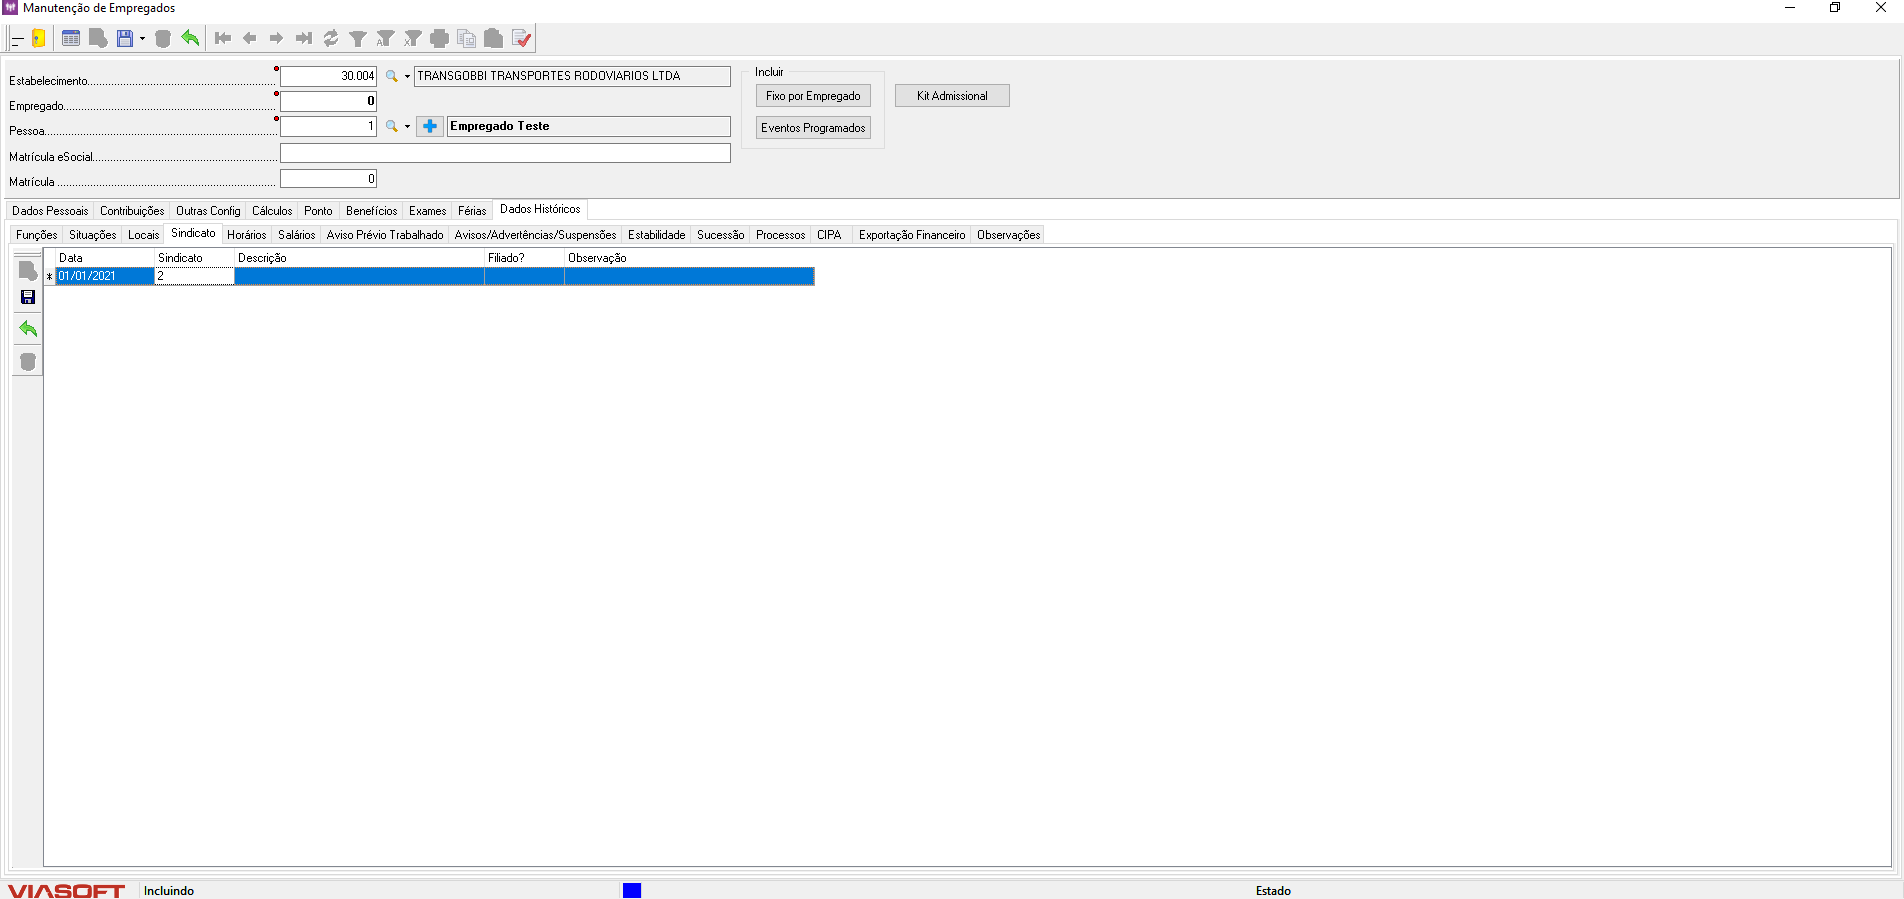 Manutenção de Empregados
Estabelecimento 30.004 TRANSGOBBI TRANSPORTES RODOVIARIOS LTDA
Empregado 0
Pessoa 1 Empregado Teste
Matrícula eSocial
Matrícula 0
Incluir
Fixo por Empregado
Eventos Programados
Kit Admissional
Dados Pessoais Contribuições Outras Config Cálculos Ponto Benefícios Exames Férias Dados Históricos
Funções Situações Locais Sindicato Horários Salários Aviso Prévio Trabalhado Avisos/Advertências/Suspensões Estabilidade Sucessão Processos CIPA Exportação Financeiro Observações
Data Sindicato Descrição Filiado? Observação
* 01/01/2021 2
VIASOFT Incluindo Estado